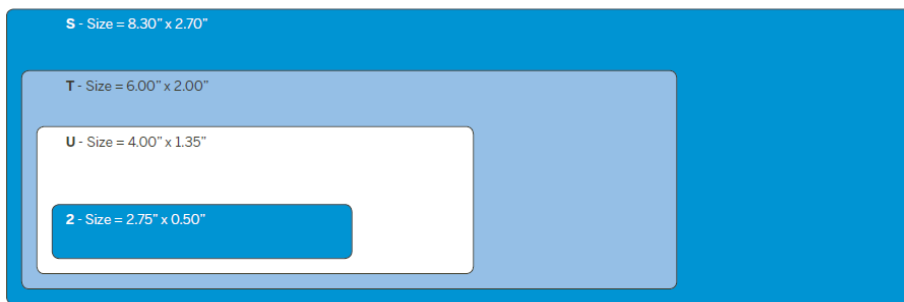 S - Size = 8.30" x 2.70"
T - Size = 6.00" x 2.00"
U - Size = 4.00" x 1.35"
2 - Size = 2.75" x 0.50"